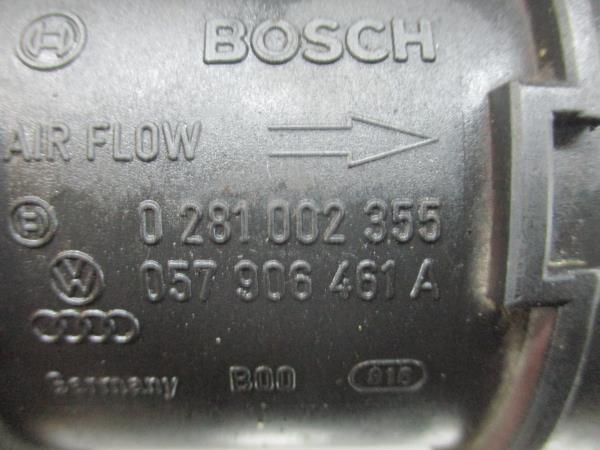 BOSCH
AIR FLOW
0 281 002 355
057 906 461 A
Germany B00